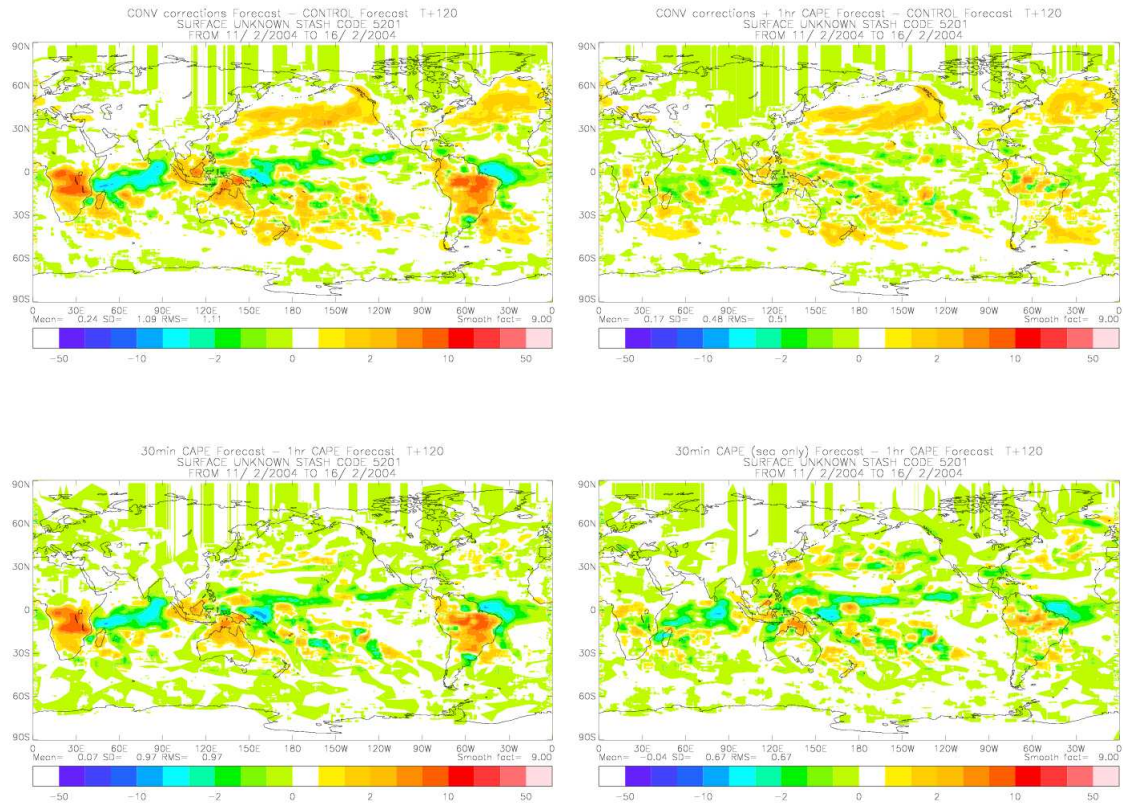 CONV corrections Forecast - CONTROL Forecast T+120
SURFACE UNKNOWN STASH CODE 5201
FROM 11/ 2/2004 TO 16/ 2/2004
90N
60N
30N
0
30S
60S
90S
0 30E 60E 90E 120E 150E 180 150W 120W 90W 60W 30W 0
Mean= 0.24 SD= 1.09 RMS= 1.11 Smooth fact= 9.00
-50 -10 -2 0 2 10 50
CONV corrections + 1hr CAPE Forecast - CONTROL Forecast T+120
SURFACE UNKNOWN STASH CODE 5201
FROM 11/ 2/2004 TO 16/ 2/2004
90N
60N
30N
0
30S
60S
90S
0 30E 60E 90E 120E 150E 180 150W 120W 90W 60W 30W 0
Mean= 0.17 SD= 0.48 RMS= 0.51 Smooth fact= 9.00
-50 -10 -2 0 2 10 50
30min CAPE Forecast - 1hr CAPE Forecast T+120
SURFACE UNKNOWN STASH CODE 5201
FROM 11/ 2/2004 TO 16/ 2/2004
90N
60N
30N
0
30S
60S
90S
0 30E 60E 90E 120E 150E 180 150W 120W 90W 60W 30W 0
Mean= 0.07 SD= 0.97 RMS= 0.97 Smooth fact= 9.00
-50 -10 -2 0 2 10 50
30min CAPE (sea only) Forecast - 1hr CAPE Forecast T+120
SURFACE UNKNOWN STASH CODE 5201
FROM 11/ 2/2004 TO 16/ 2/2004
90N
60N
30N
0
30S
60S
90S
0 30E 60E 90E 120E 150E 180 150W 120W 90W 60W 30W 0
Mean= -0.04 SD= 0.67 RMS= 0.67 Smooth fact= 9.00
-50 -10 -2 0 2 10 50